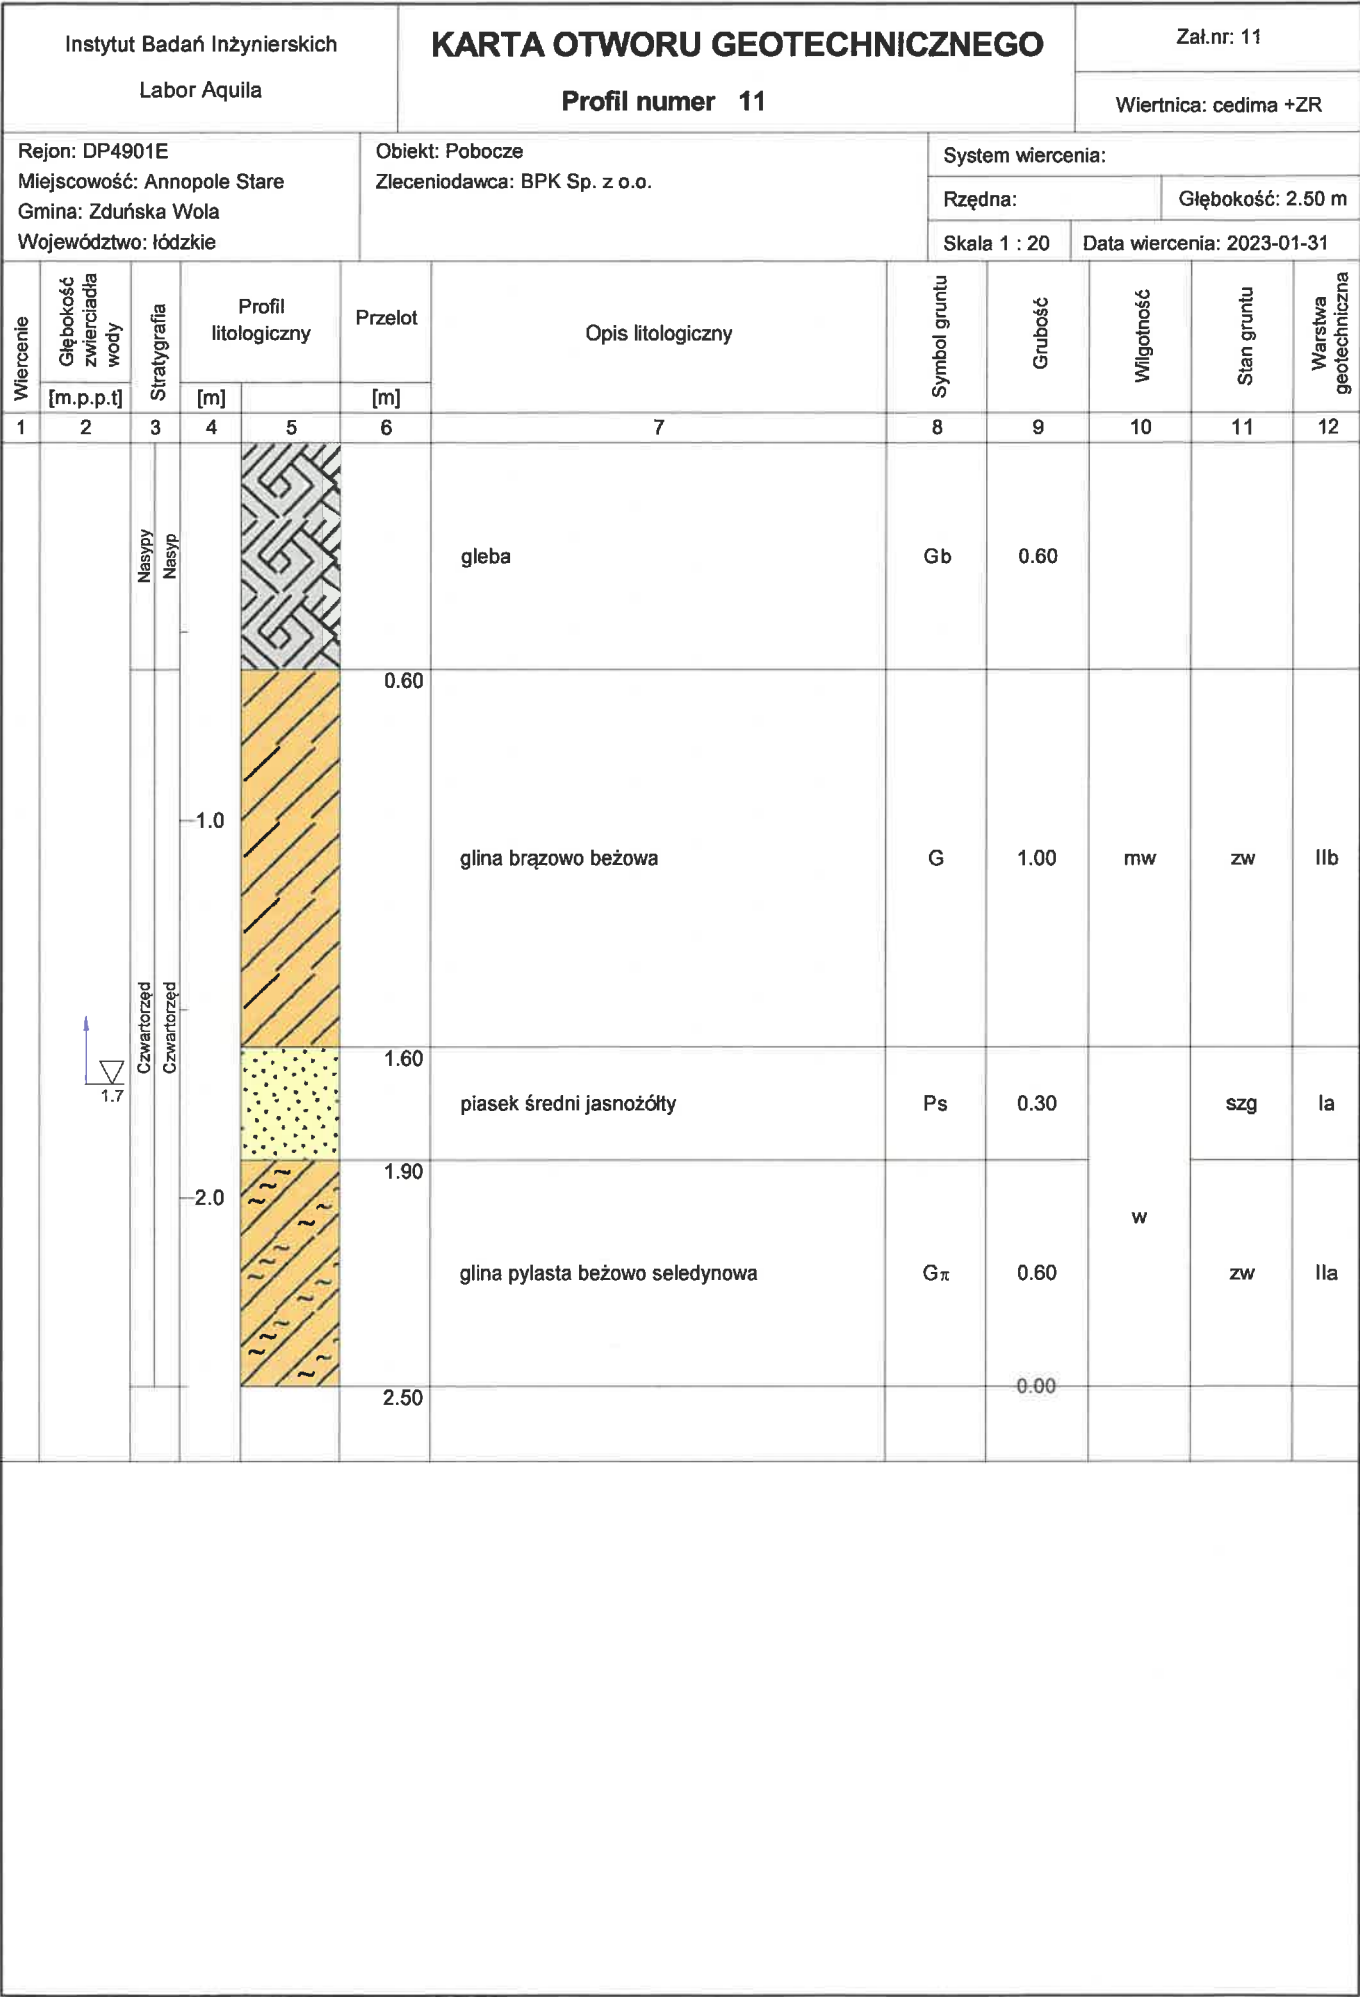 Instytut Badań Inżynierskich
Labor Aquila
KARTA OTWORU GEOTECHNICZNEGO
Profil numer 11
Zał.nr: 11
Wiertnica: cedima +ZR
Rejon: DP4901E
Miejscowość: Annopole Stare
Gmina: Zduńska Wola
Województwo: łódzkie
Obiekt: Pobocze
Zleceniodawca: BPK Sp. z o.o.
System wiercenia:
Rzędna:
Głębokość: 2.50 m
Skala 1 : 20
Data wiercenia: 2023-01-31
Wiercenie
Głębokość
zwierciadła
wody
[m.p.p.t]
Stratygrafia
Profil
litologiczny
[m]
Przelot
[m]
Opis litologiczny
Symbol gruntu
Grubość
Wilgotność
Stan gruntu
Warstwa
geotechniczna
1 2 3 4 5 6 7 8 9 10 11 12
Nasypy
Nasyp
gleba Gb 0.60
0.60
1.0
glina brązowo beżowa G 1.00 mw zw IIb
Czwartorzęd
Czwartorzęd
1.7
1.60
piasek średni jasnożółty Ps 0.30 szg Ia
1.90
2.0
w
glina pylasta beżowo seledynowa Gπ 0.60 zw IIa
0.00
2.50